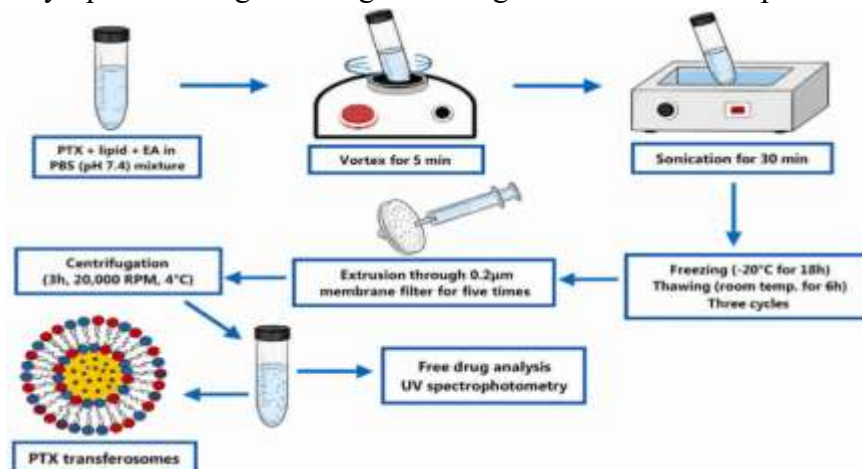 PTX + lipid + EA in
PBS (pH 7.4) mixture
Vortex for 5 min
Sonication for 30 min
Freezing (-20°C for 18h)
Thawing (room temp. for 6h)
Three cycles
Extrusion through 0.2µm
membrane filter for five times
Centrifugation
(3h, 20,000 RPM, 4°C)
Free drug analysis
UV spectrophotometry
PTX transferosomes